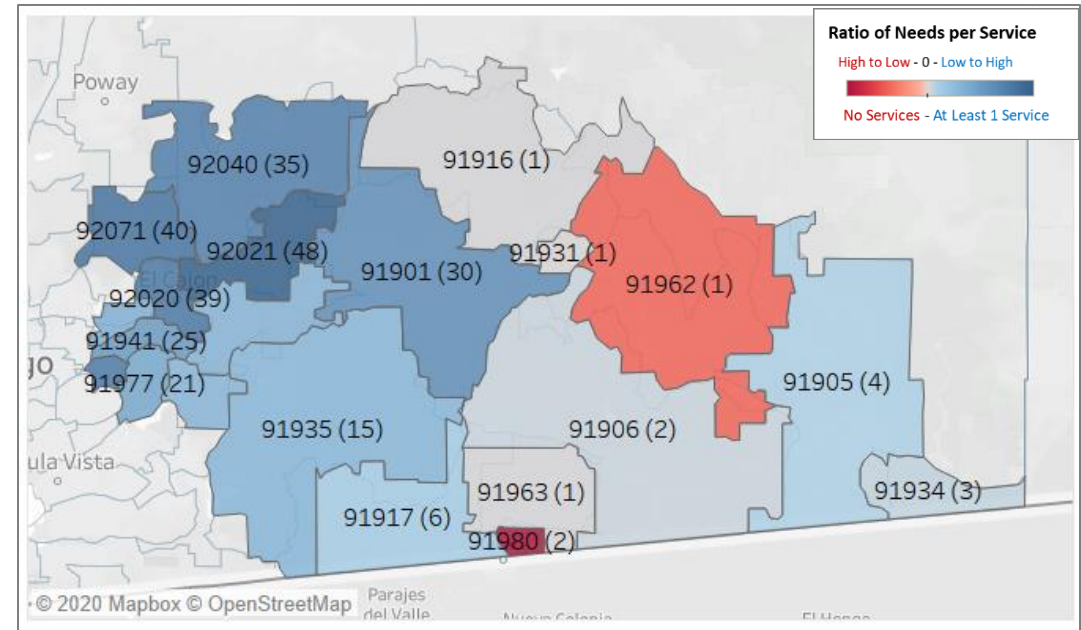 Ratio of Needs per Service
High to Low - 0 - Low to High
No Services - At Least 1 Service
Poway
92040 (35)
91916 (1)
92071 (40)
92021 (48)
91931 (1)
91901 (30)
91962 (1)
El Cajon
92020 (39)
91941 (25)
go
91977 (21)
91905 (4)
91935 (15)
91906 (2)
ula Vista
91963 (1)
91934 (3)
91917 (6)
91980 (2)
© 2020 Mapbox © OpenStreetMap
Parajes
del Valle